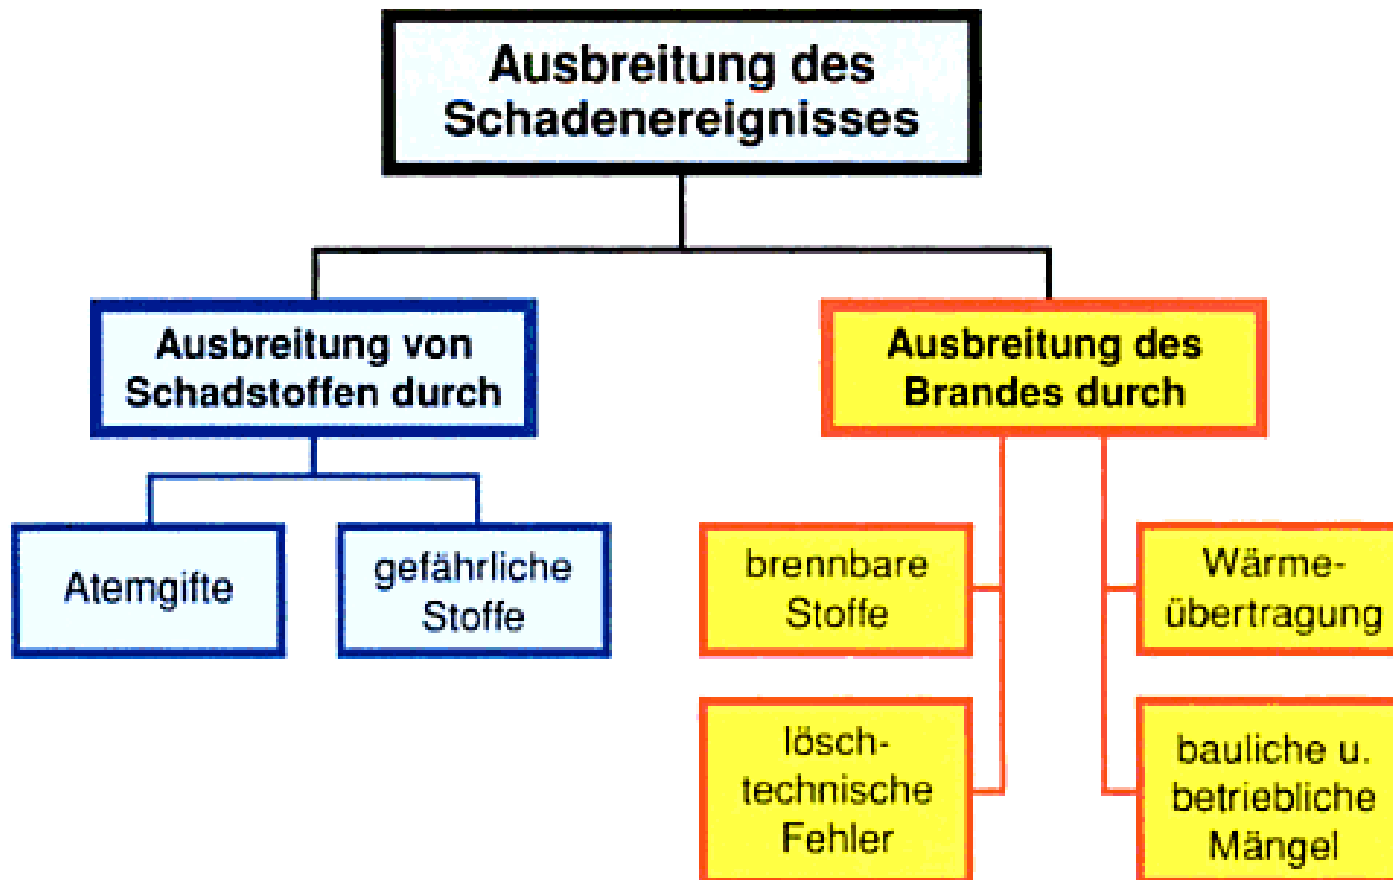 Ausbreitung des
Schadenereignisses
Ausbreitung von
Schadstoffen durch
Ausbreitung des
Brandes durch
Atemgifte
gefährliche
Stoffe
brennbare
Stoffe
Wärme-
übertragung
lösch-
technische
Fehler
bauliche u.
betriebliche
Mängel